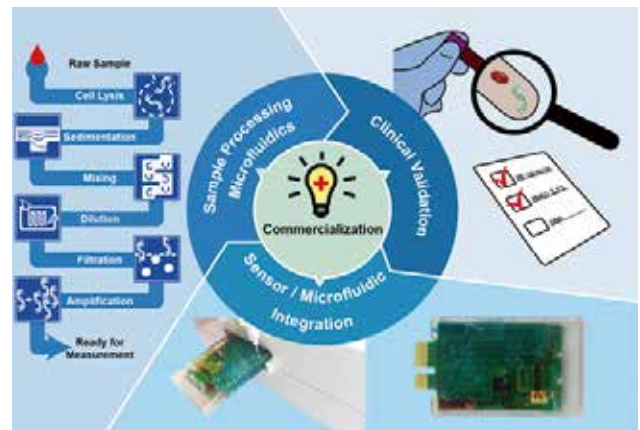 Raw Sample
Cell Lysis
Sedimentation
Mixing
Dilution
Filtration
Amplification
Ready for
Measurement
Sample Processing
Microfluidics
Clinical Validation
Commercialization
Sensor / Microfluidic
Integration